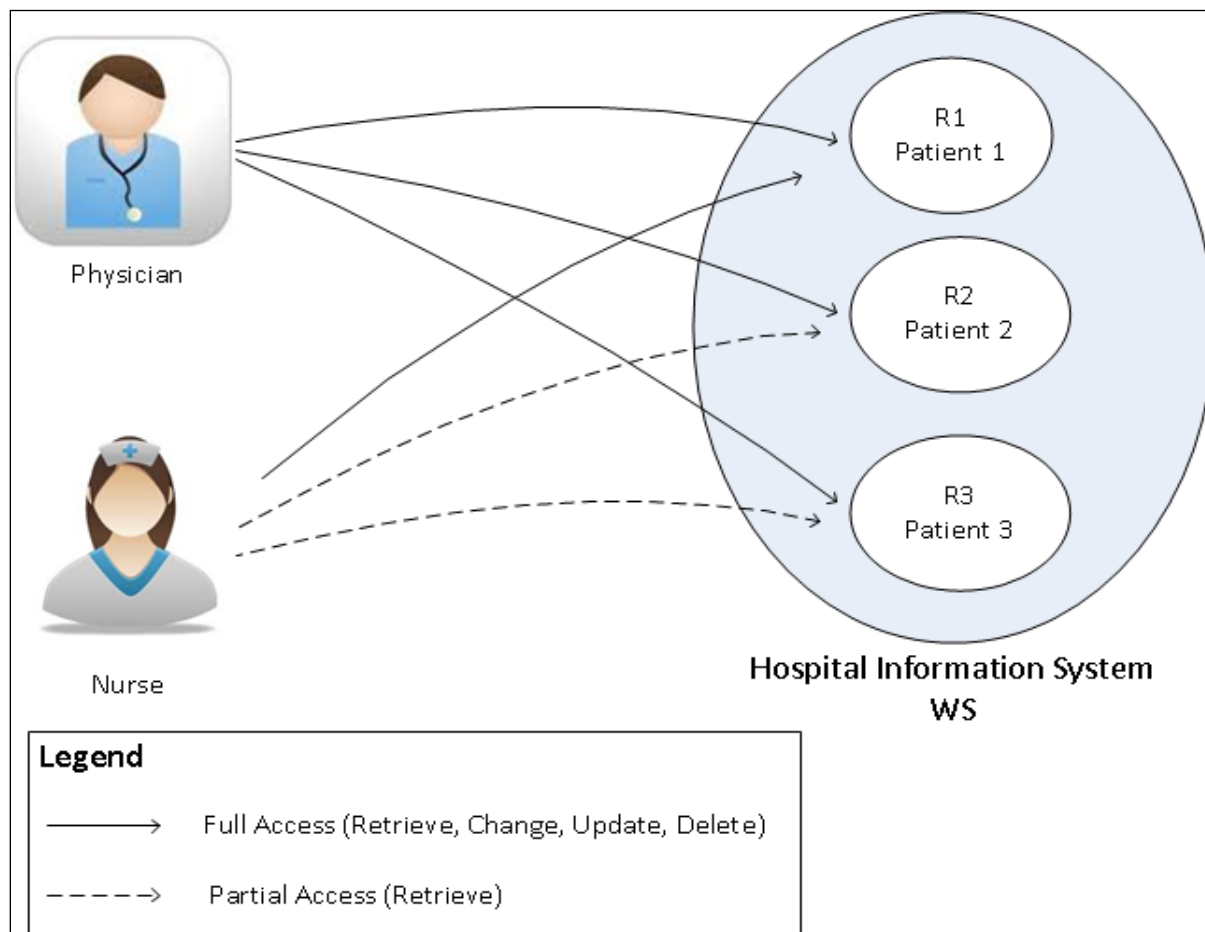 R1
Patient 1
Physician
R2
Patient 2
R3
Patient 3
Nurse
Hospital Information System
WS
Legend
Full Access (Retrieve, Change, Update, Delete)
Partial Access (Retrieve)